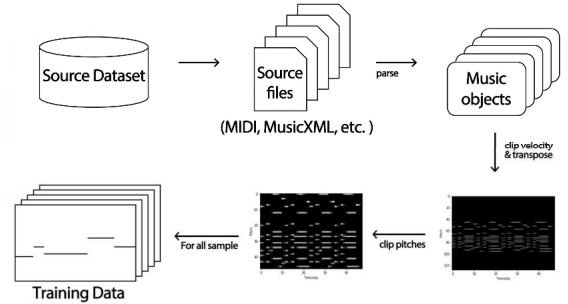 Source Dataset
Source
files
(MIDI, MusicXML, etc. )
parse
Music
objects
clip velocity
& transpose
clip pitches
For all sample
Training Data